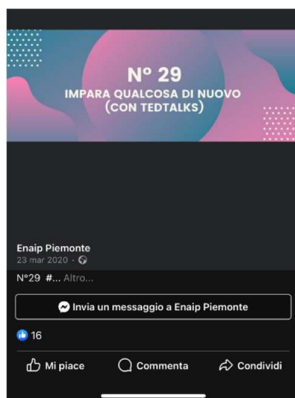 N° 29
IMPARA QUALCOSA DI NUOVO
(CON TEDTALKS)
Enaip Piemonte
23 mar 2020 ·
N°29 #... Altro...
Invia un messaggio a Enaip Piemonte
16
Mi piace
Commenta
Condividi